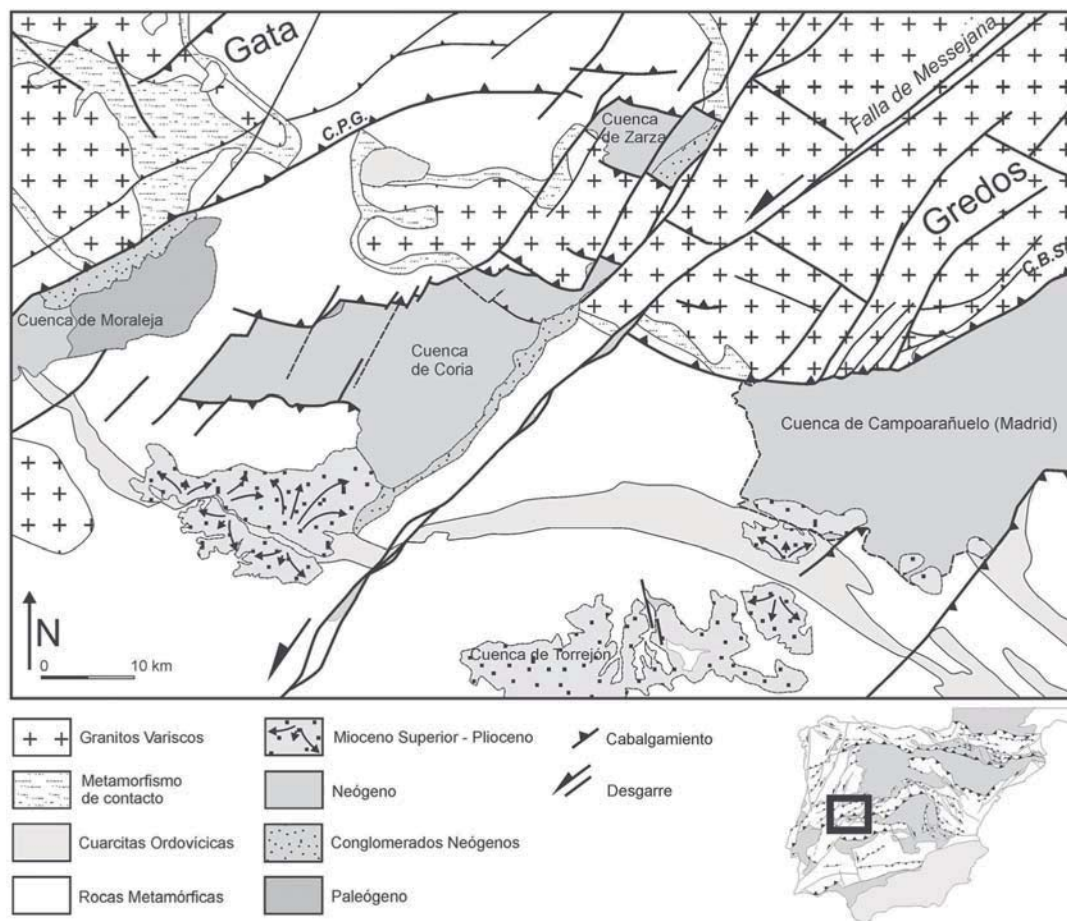 Gata
C.P.G.
Cuenca
de Zarza
Falla de Messejana
Gredos
C.B.S.
Cuenca de Moraleja
Cuenca
de Coria
Cuenca de Campoarañuelo (Madrid)
N
0 10 km
Cuenca de Torrejón
Granitos Variscos
Metamorfismo
de contacto
Cuarcitas Ordovícicas
Rocas Metamórficas
Mioceno Superior - Plioceno
Neógeno
Conglomerados Neógenos
Paleógeno
Cabalgamiento
Desgarre